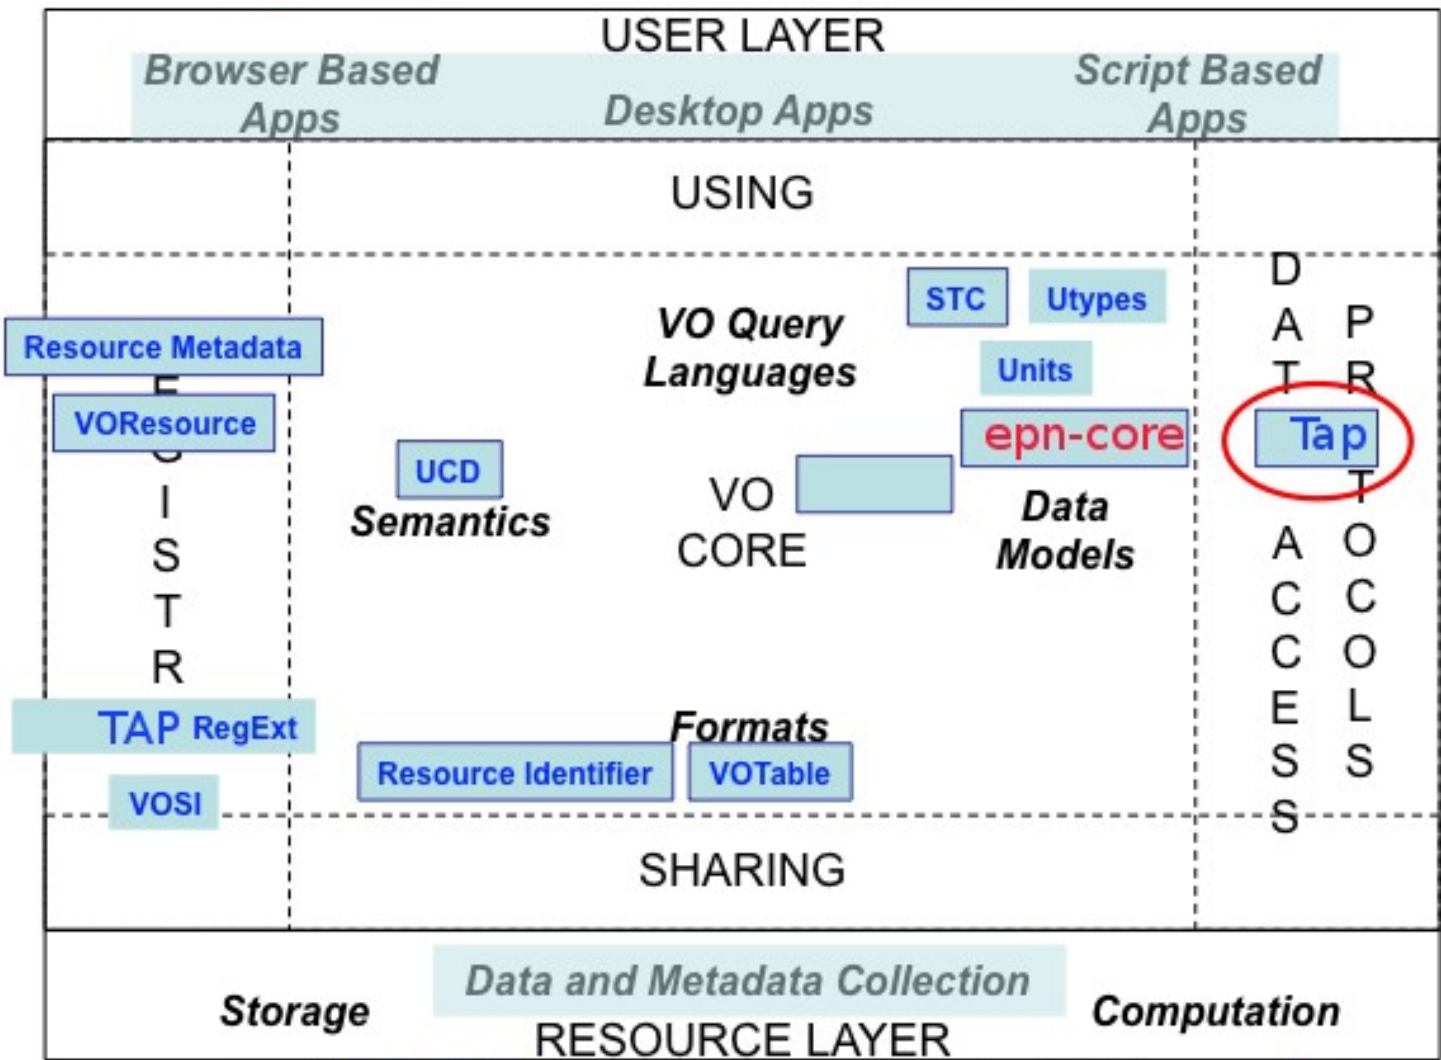 USER LAYER
Browser Based
Apps
Desktop Apps
Script Based
Apps
USING
Resource Metadata
VOResource
E
G
I
S
T
R
TAP RegExt
VOSI
UCD
Semantics
VO Query
Languages
VO
CORE
STC
Utypes
Units
epn-core
Data
Models
Formats
Resource Identifier
VOTable
D
A
T
A
C
C
E
S
S
P
R
T
O
C
O
L
S
Tap
SHARING
Data and Metadata Collection
Storage
Computation
RESOURCE LAYER